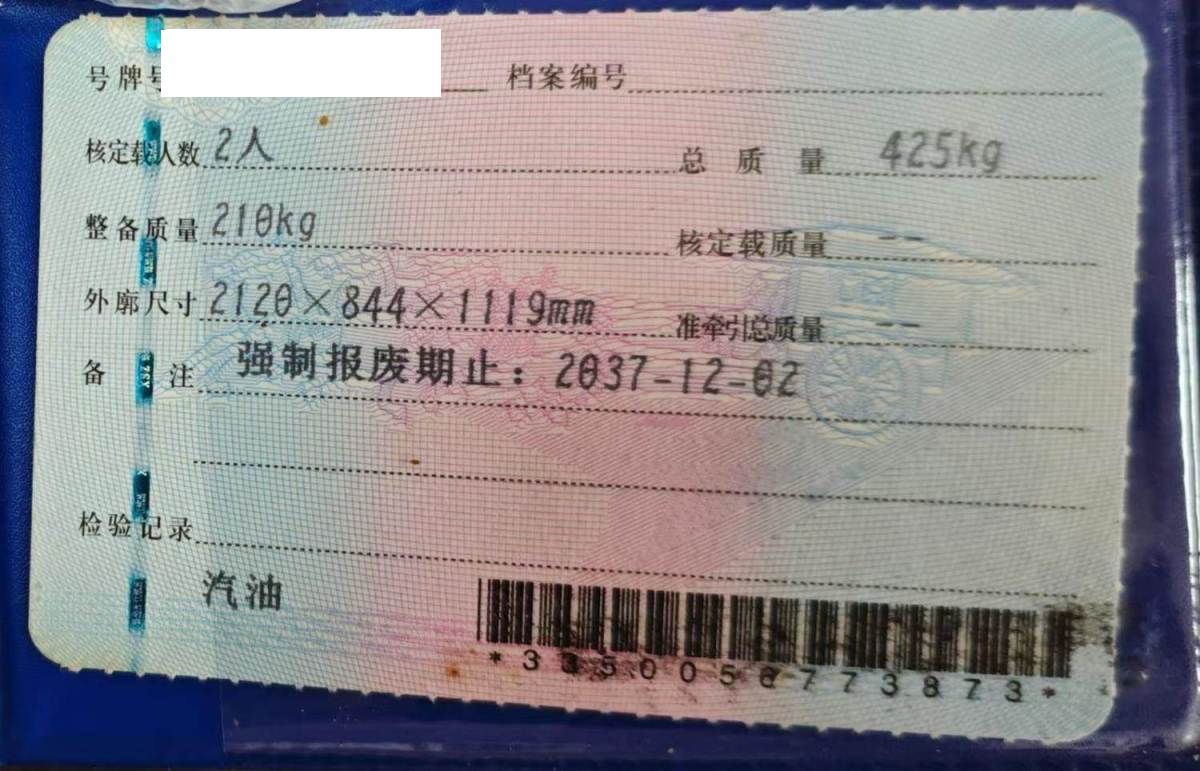 号牌号 档案编号
核定载人数 2人 总质量 425kg
整备质量 210kg 核定载质量 --
外廓尺寸 2120×844×1119mm 准牵引总质量 --
备注 强制报废期止：2037-12-02
检验记录
汽油
*3350056773873*